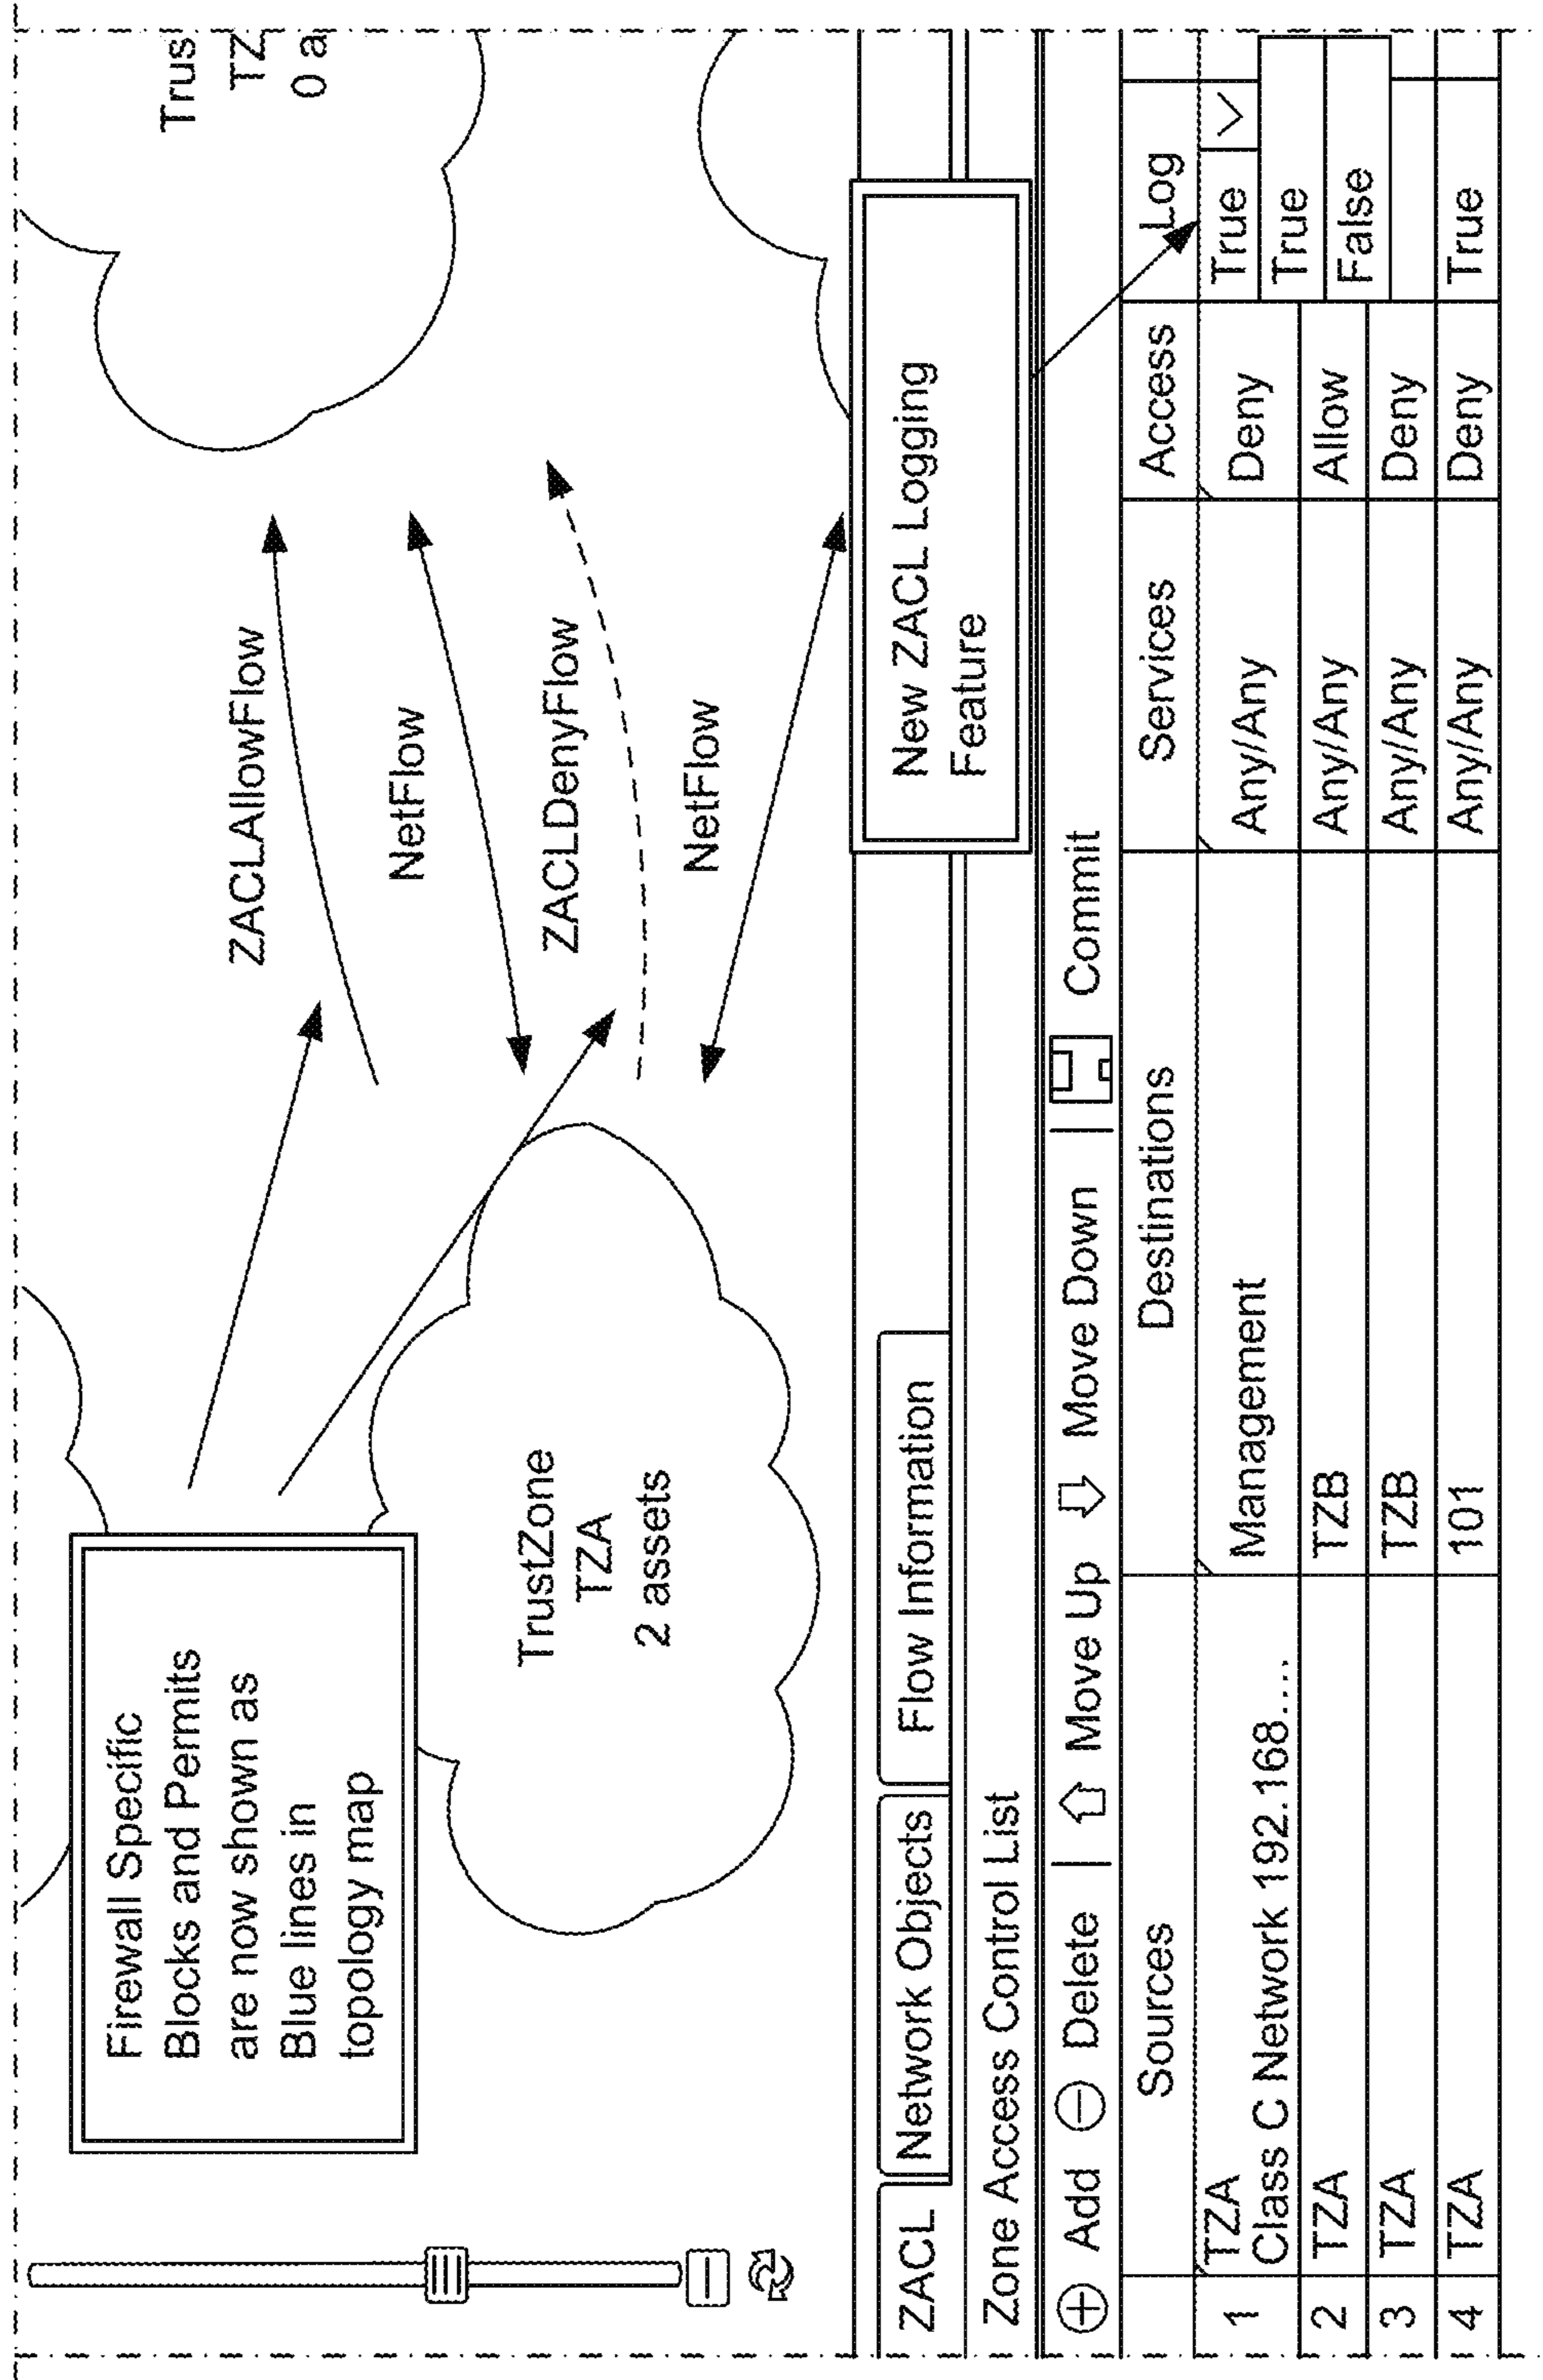 Firewall Specific
Blocks and Permits
are now shown as
Blue lines in
topology map
ZACLAllowFlow
NetFlow
ZACLDenyFlow
NetFlow
Trus
TZ
0 a
TrustZone
TZA
2 assets
New ZACL Logging
Feature
ZACL Network Objects Flow Information
Zone Access Control List
Add Delete | Move Up Move Down | Commit
Sources Destinations Services Access Log
1 TZA
Class C Network 192.168.... Management Any/Any Deny True
True
False
2 TZA TZB Any/Any Allow
3 TZA TZB Any/Any Deny
4 TZA 101 Any/Any Deny True